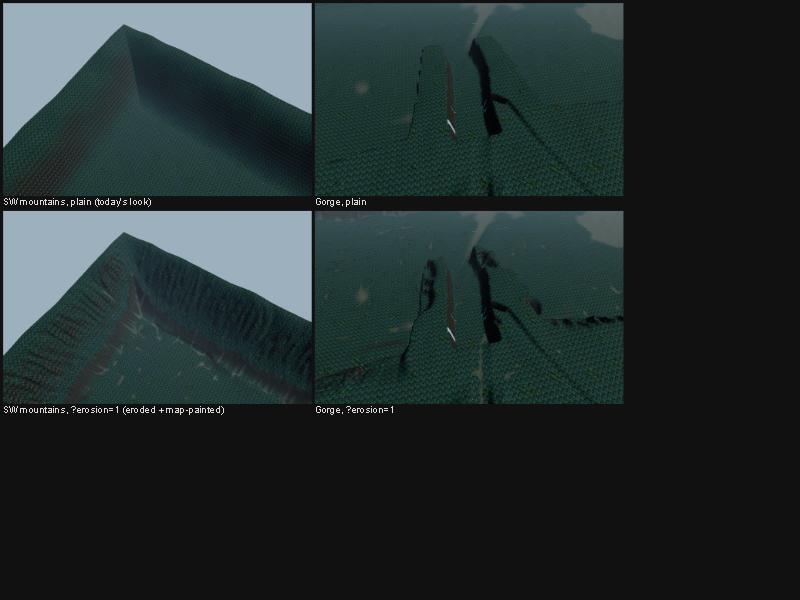 SW mountains, plain (today's look)
Gorge, plain
SW mountains, ?erosion=1 (eroded + map-painted)
Gorge, ?erosion=1